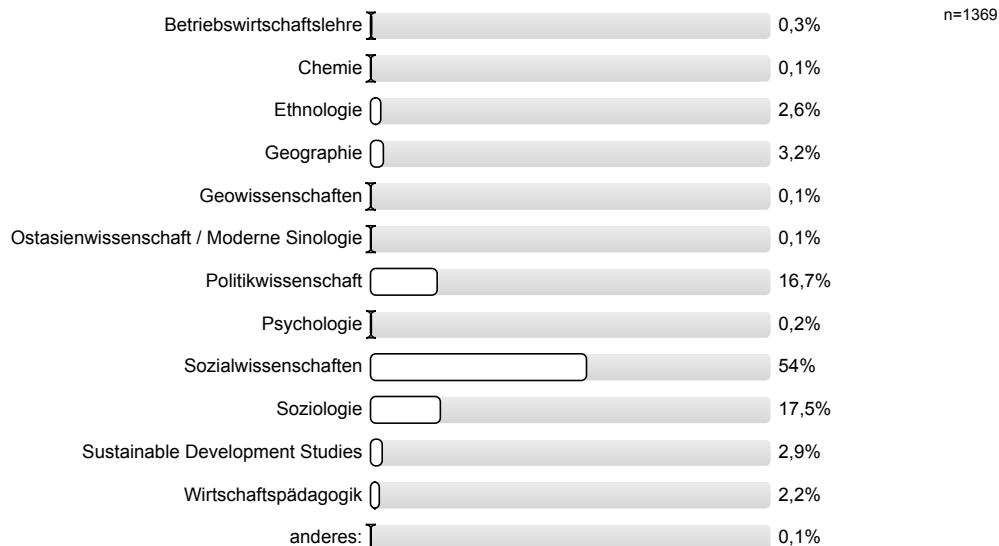 n=1369
Betriebswirtschaftslehre 0,3%
Chemie 0,1%
Ethnologie 2,6%
Geographie 3,2%
Geowissenschaften 0,1%
Ostasienwissenschaft / Moderne Sinologie 0,1%
Politikwissenschaft 16,7%
Psychologie 0,2%
Sozialwissenschaften 54%
Soziologie 17,5%
Sustainable Development Studies 2,9%
Wirtschaftspädagogik 2,2%
anderes: 0,1%